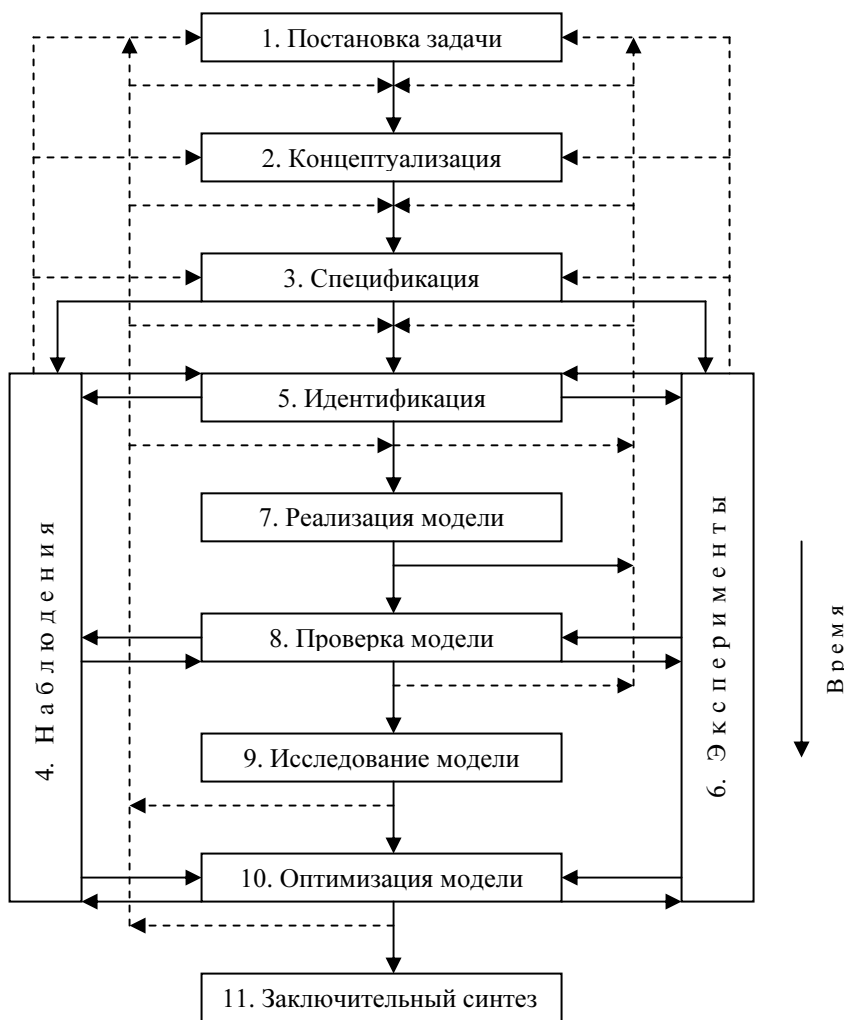 1. Постановка задачи
2. Концептуализация
3. Спецификация
5. Идентификация
7. Реализация модели
8. Проверка модели
9. Исследование модели
10. Оптимизация модели
11. Заключительный синтез
4. Наблюдения
6. Эксперименты
Время